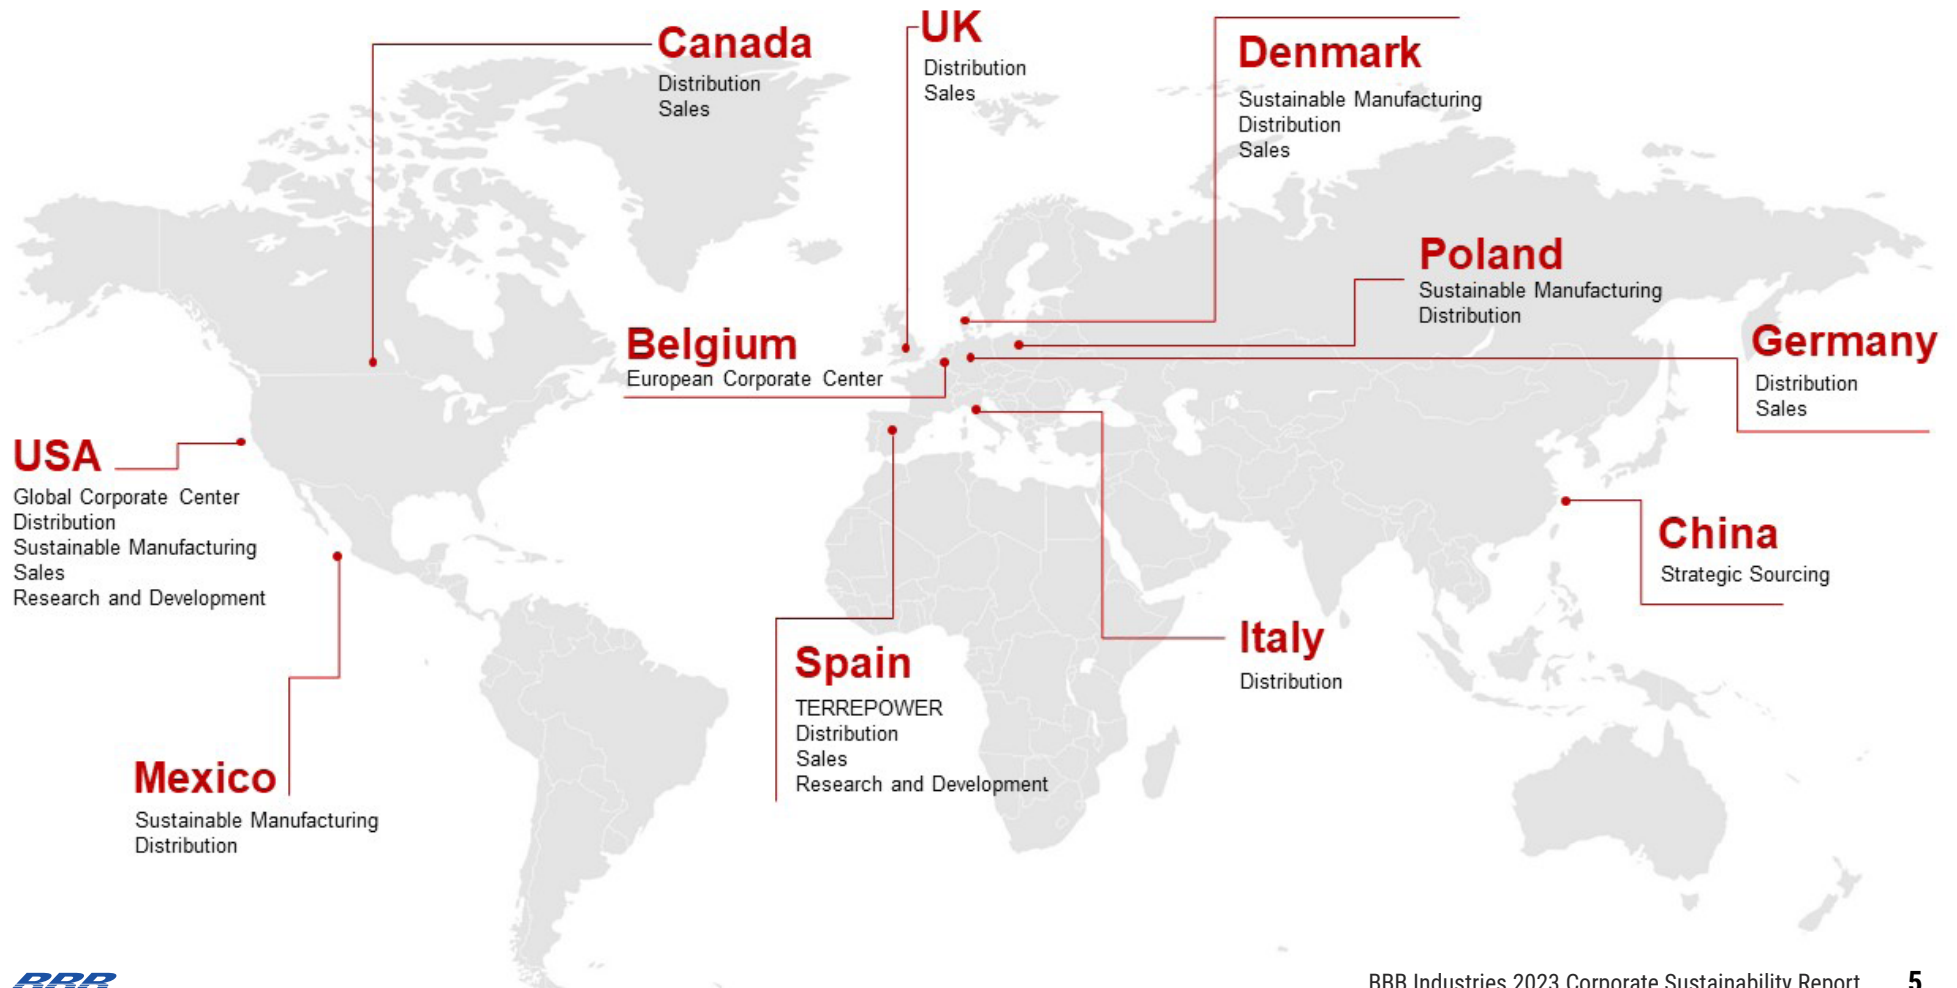 Canada
Distribution
Sales
UK
Distribution
Sales
Denmark
Sustainable Manufacturing
Distribution
Sales
Poland
Sustainable Manufacturing
Distribution
Belgium
European Corporate Center
Germany
Distribution
Sales
USA
Global Corporate Center
Distribution
Sustainable Manufacturing
Sales
Research and Development
China
Strategic Sourcing
Italy
Distribution
Spain
TERREPOWER
Distribution
Sales
Research and Development
Mexico
Sustainable Manufacturing
Distribution
BBB
BBB Industries 2023 Corporate Sustainability Report 5